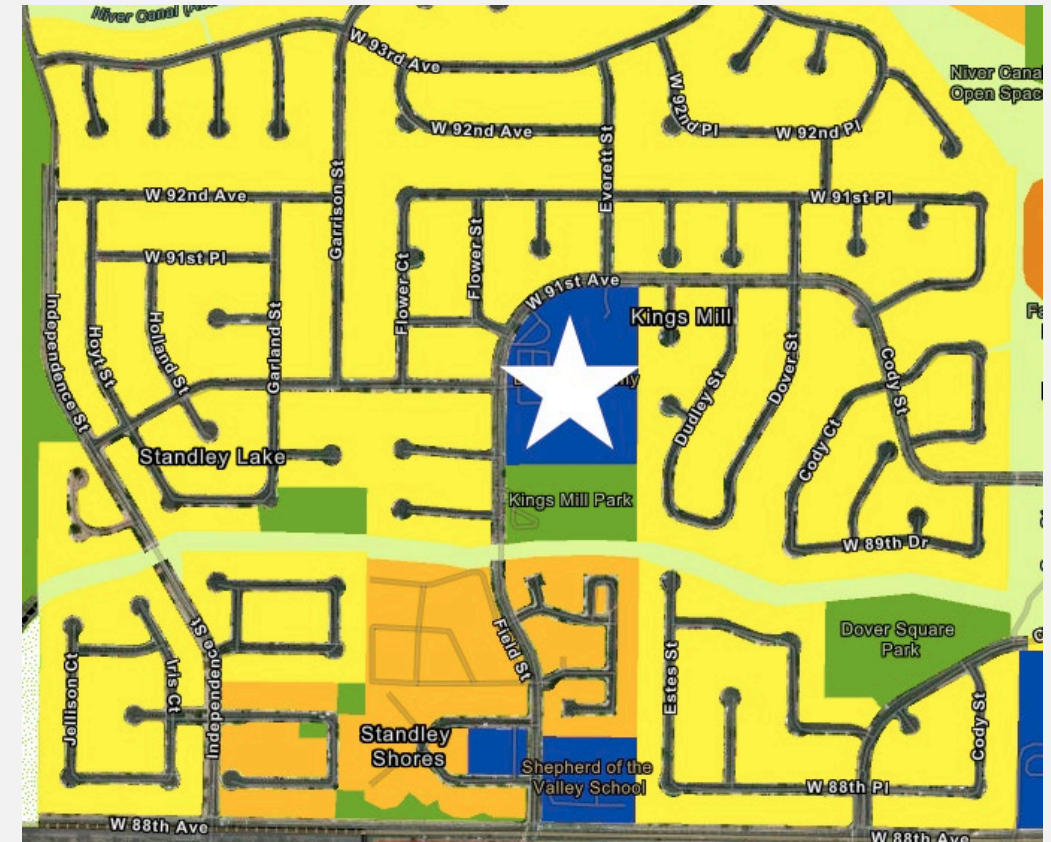 Niver Canal
W 93rd Ave
W 92nd Pl
Niver Canal
Open Space
W 92nd Ave
W 92nd Pl
Everett St
W 92nd Ave
Garrison St
W 91st Pl
W 91st Pl
Flower St
Flower Ct
W 91st Ave
Independence St
Hoyt St
Holland St
Garland St
Kings Mill
Dudley St
Dover St
Cody St
Cody Ct
Standley Lake
Kings Mill Park
W 89th Dr
Independence St
Field St
Dover Square
Park
Jellison Ct
Iris Ct
Estes St
Cody St
Standley
Shores
Shepherd of the
Valley School
W 88th Pl
W 88th Ave
W 88th Ave